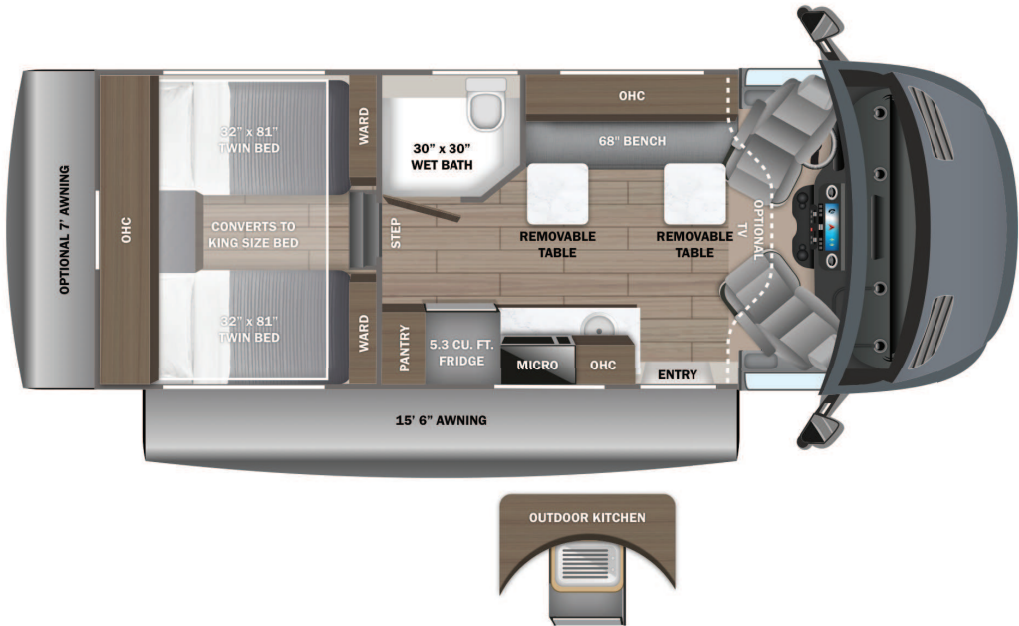 OPTIONAL 7' AWNING
OHC
32" x 81"
TWIN BED
WARD
CONVERTS TO
KING SIZE BED
STEP
32" x 81"
TWIN BED
WARD
30" x 30"
WET BATH
OHC
68" BENCH
REMOVABLE
TABLE
REMOVABLE
TABLE
OPTIONAL
TV
PANTRY
5.3 CU. FT.
FRIDGE
MICRO
OHC
ENTRY
15' 6" AWNING
OUTDOOR KITCHEN